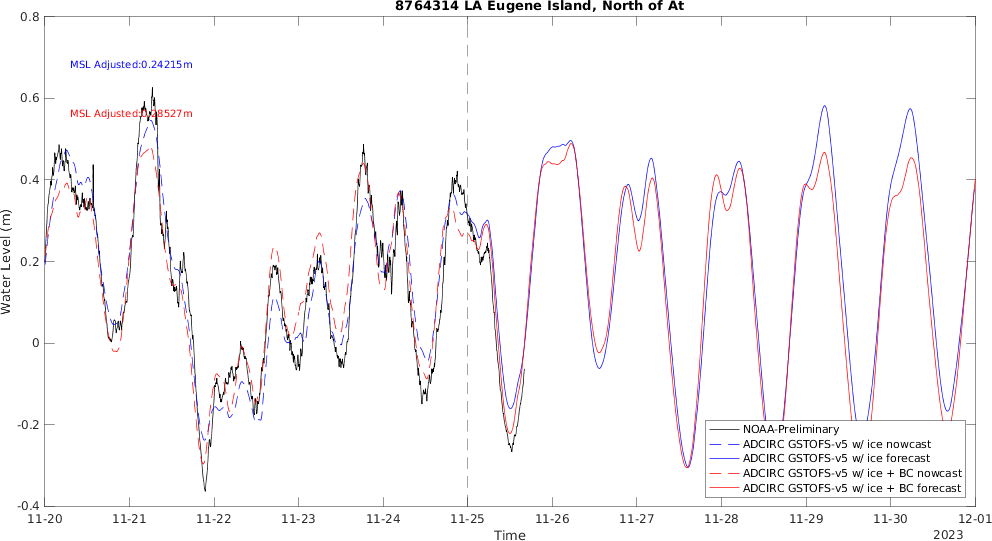 8764314 LA Eugene Island, North of At
0.8
0.6
0.4
0.2
0
-0.2
-0.4
Water Level (m)
MSL Adjusted:0.24215m
MSL Adjusted:0.28527m
NOAA-Preliminary
ADCIRC GSTOFS-v5 w/ ice nowcast
ADCIRC GSTOFS-v5 w/ ice forecast
ADCIRC GSTOFS-v5 w/ ice + BC nowcast
ADCIRC GSTOFS-v5 w/ ice + BC forecast
11-20 11-21 11-22 11-23 11-24 11-25 11-26 11-27 11-28 11-29 11-30 12-01
Time
2023